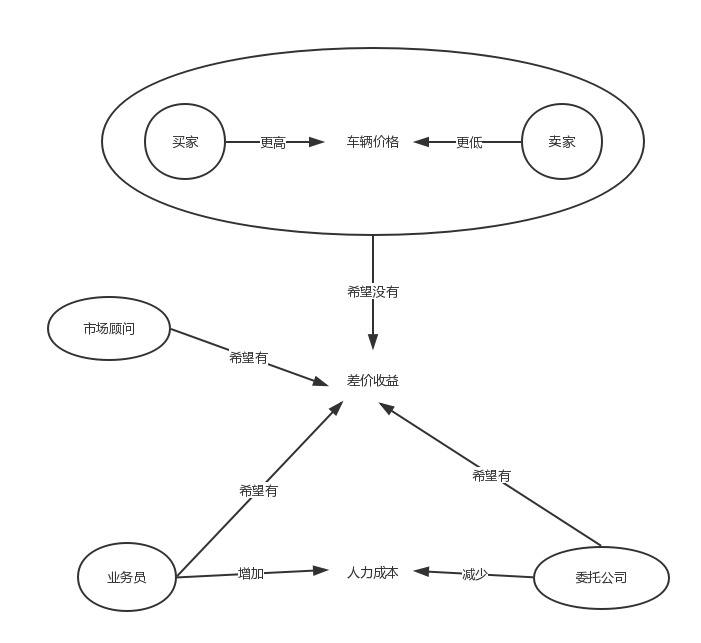 买家
更高
车辆价格
更低
卖家
希望没有
市场顾问
希望有
差价收益
希望有
希望有
业务员
增加
人力成本
减少
委托公司